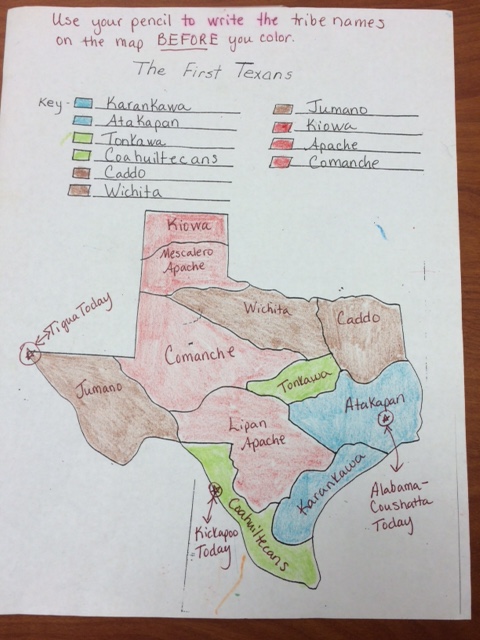 Use your pencil to write the tribe names
on the map BEFORE you color.
The First Texans
Key -
Karankawa
Atakapan
Tonkawa
Coahuiltecans
Caddo
Wichita
Jumano
Kiowa
Apache
Comanche
Kiowa
Mescalero
Apache
Wichita
Caddo
Tigua Today
Comanche
Tonkawa
Jumano
Atakapan
Lipan
Apache
Karankawa
Alabama-
Coushatta
Today
Coahuiltecans
Kickapoo
Today